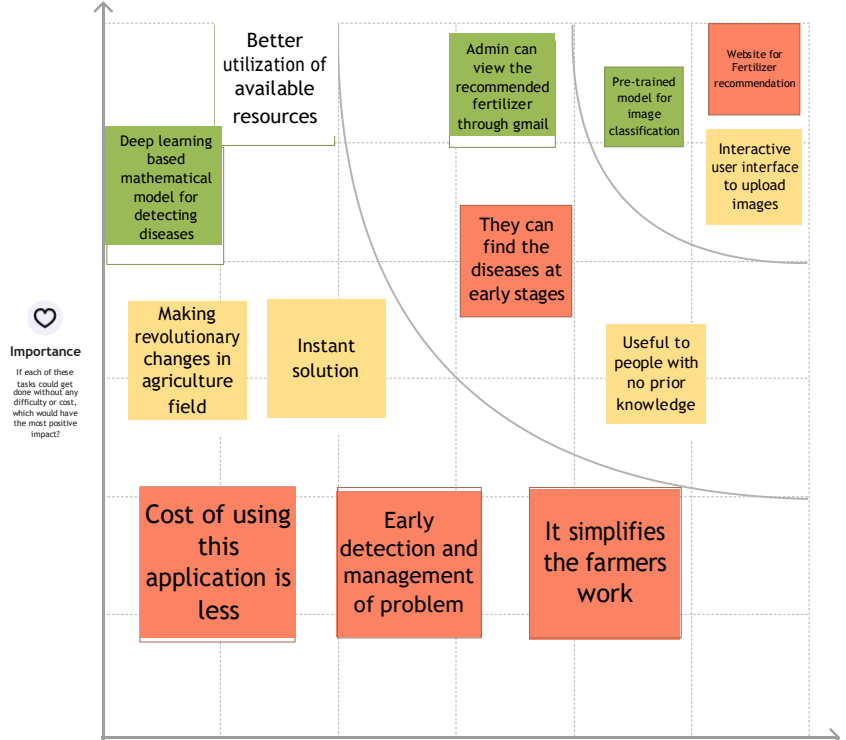 Better
utilization of
available
resources
Admin can
view the
recommended
fertilizer
through gmail
Pre-trained
model for
image
classification
Website for
Fertilizer
recommendation
Deep learning
based
mathematical
model for
detecting
diseases
Interactive
user interface
to upload
images
They can
find the
diseases at
early stages
Importance
If each of these
tasks could get
done without any
difficulty or cost,
which would have
the most positive
impact?
Making
revolutionary
changes in
agriculture
field
Instant
solution
Useful to
people with
no prior
knowledge
Cost of using
this
application is
less
Early
detection and
management
of problem
It simplifies
the farmers
work